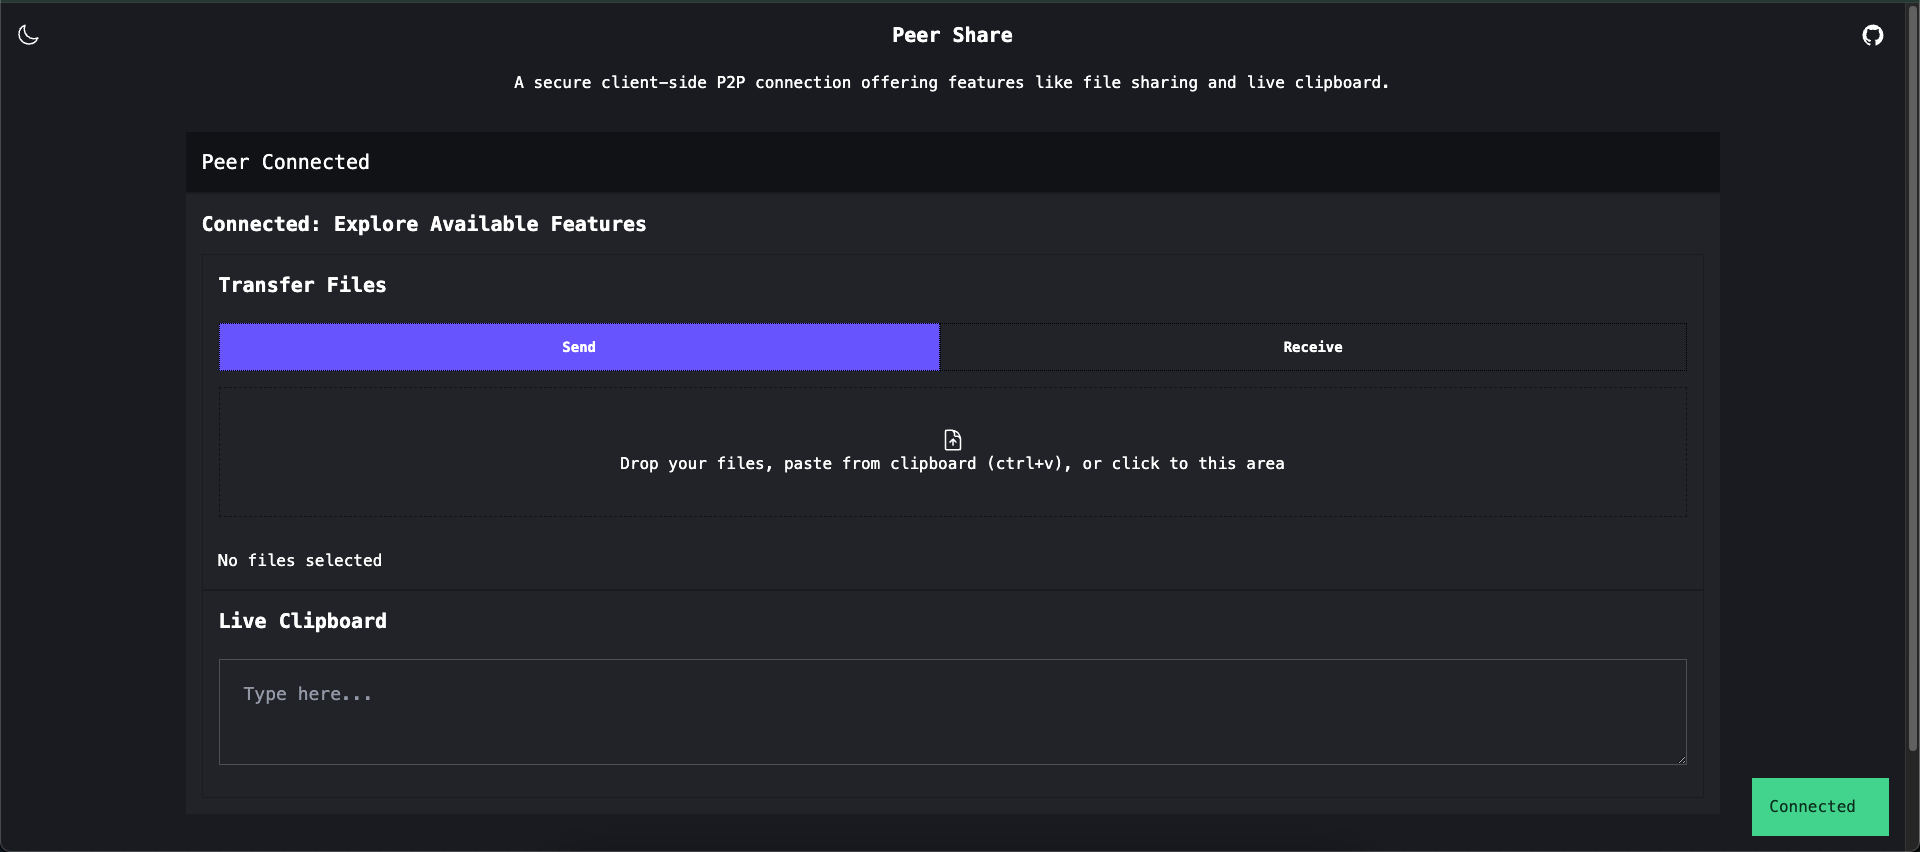 Peer Share
A secure client-side P2P connection offering features like file sharing and live clipboard.
Peer Connected
Connected: Explore Available Features
Transfer Files
Send
Receive
Drop your files, paste from clipboard (ctrl+v), or click to this area
No files selected
Live Clipboard
Type here...
Connected